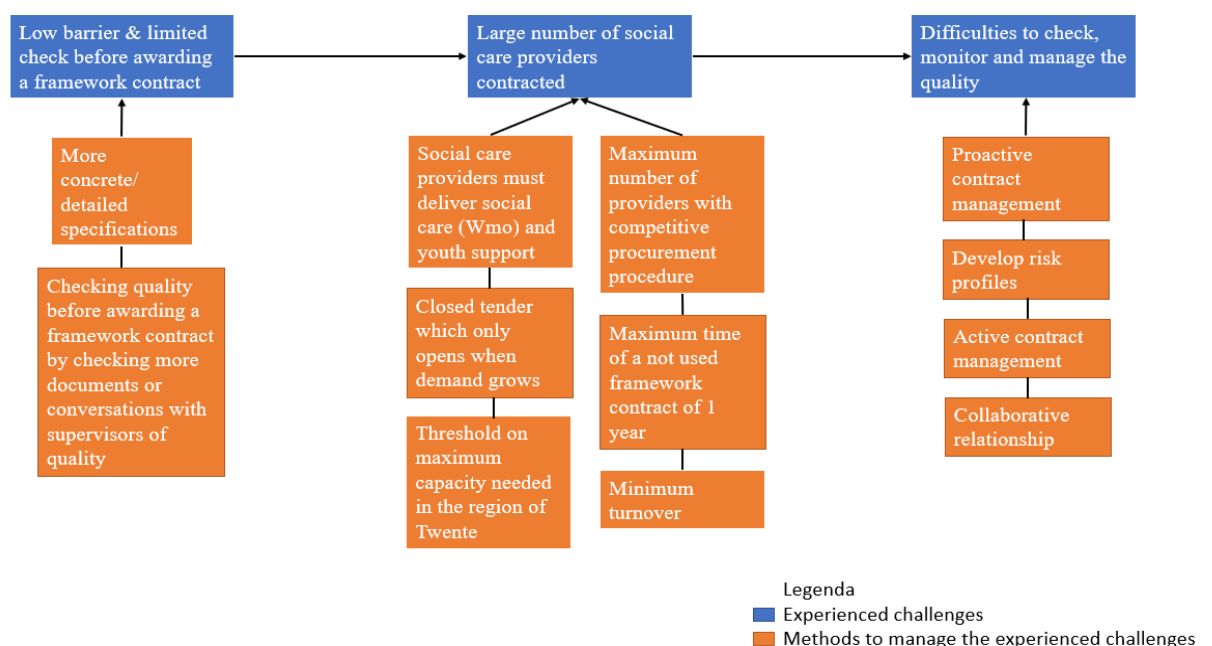 Low barrier & limited
check before awarding
a framework contract
Large number of social
care providers
contracted
Difficulties to check,
monitor and manage the
quality
More
concrete/
detailed
specifications
Checking quality
before awarding a
framework contract
by checking more
documents or
conversations with
supervisors of
quality
Social care
providers must
deliver social
care (Wmo) and
youth support
Closed tender
which only
opens when
demand grows
Threshold on
maximum
capacity needed
in the region of
Twente
Maximum
number of
providers with
competitive
procurement
procedure
Maximum time
of a not used
framework
contract of 1
year
Minimum
turnover
Proactive
contract
management
Develop risk
profiles
Active contract
management
Collaborative
relationship
Legenda
Experienced challenges
Methods to manage the experienced challenges